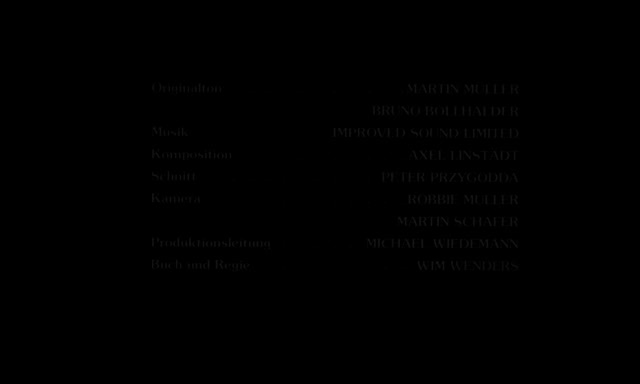 Originalton MARTIN MÜLLER
BRUNO BOLLHALDER
Musik IMPROVED SOUND LIMITED
Komposition AXEL LINSTÄDT
Schnitt PETER PRZYGODDA
Kamera ROBBIE MÜLLER
MARTIN SCHÄFER
Produktionsleitung MICHAEL WIEDEMANN
Buch und Regie WIM WENDERS